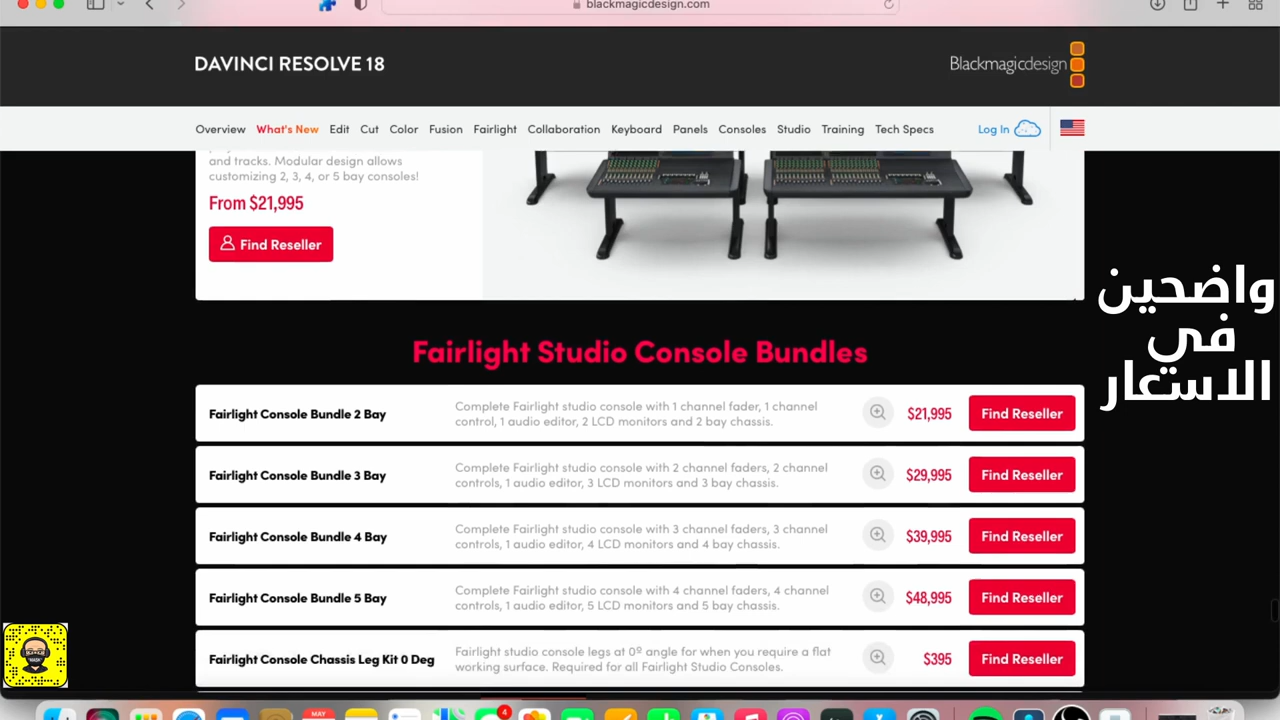 blackmagicdesign.com
DAVINCI RESOLVE 18
Blackmagicdesign
Overview What's New Edit Cut Color Fusion Fairlight Collaboration Keyboard Panels Consoles Studio Training Tech Specs Log In
and tracks. Modular design allows
customizing 2, 3, 4, or 5 bay consoles!
From $21,995
Find Reseller
واضحين
في
الاسعار
Fairlight Studio Console Bundles
Fairlight Console Bundle 2 Bay
Complete Fairlight studio console with 1 channel fader, 1 channel
control, 1 audio editor, 2 LCD monitors and 2 bay chassis.
$21,995
Find Reseller
Fairlight Console Bundle 3 Bay
Complete Fairlight studio console with 2 channel faders, 2 channel
controls, 1 audio editor, 3 LCD monitors and 3 bay chassis.
$29,995
Find Reseller
Fairlight Console Bundle 4 Bay
Complete Fairlight studio console with 3 channel faders, 3 channel
controls, 1 audio editor, 4 LCD monitors and 4 bay chassis.
$39,995
Find Reseller
Fairlight Console Bundle 5 Bay
Complete Fairlight studio console with 4 channel faders, 4 channel
controls, 1 audio editor, 5 LCD monitors and 5 bay chassis.
$48,995
Find Reseller
Fairlight Console Chassis Leg Kit 0 Deg
Fairlight studio console legs at 0º angle for when you require a flat
working surface. Required for all Fairlight Studio Consoles.
$395
Find Reseller
MAY
4